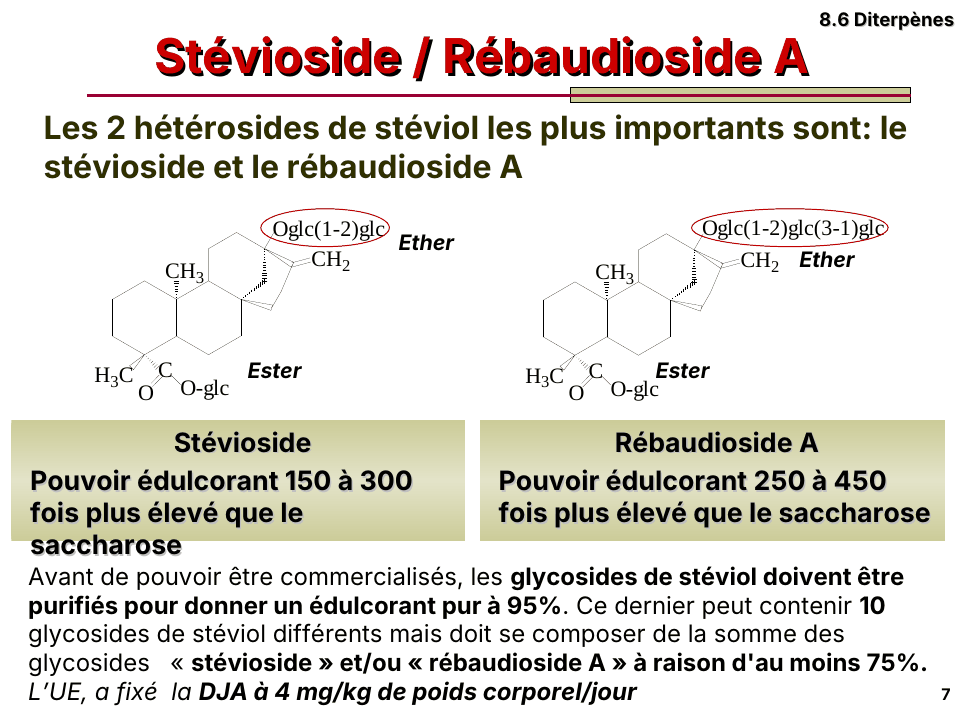 8.6 Diterpènes
Stévioside / Rébaudioside A
Les 2 hétérosides de stéviol les plus importants sont: le
stévioside et le rébaudioside A
Oglc(1-2)glc
Ether
CH2
CH3
H3C
C
O
O-glc
Ester
Oglc(1-2)glc(3-1)glc
CH2
Ether
CH3
H3C
C
O
O-glc
Ester
Stévioside
Pouvoir édulcorant 150 à 300
fois plus élevé que le
saccharose
Rébaudioside A
Pouvoir édulcorant 250 à 450
fois plus élevé que le saccharose
Avant de pouvoir être commercialisés, les glycosides de stéviol doivent être
purifiés pour donner un édulcorant pur à 95%. Ce dernier peut contenir 10
glycosides de stéviol différents mais doit se composer de la somme des
glycosides « stévioside » et/ou « rébaudioside A » à raison d'au moins 75%.
L’UE, a fixé la DJA à 4 mg/kg de poids corporel/jour
7